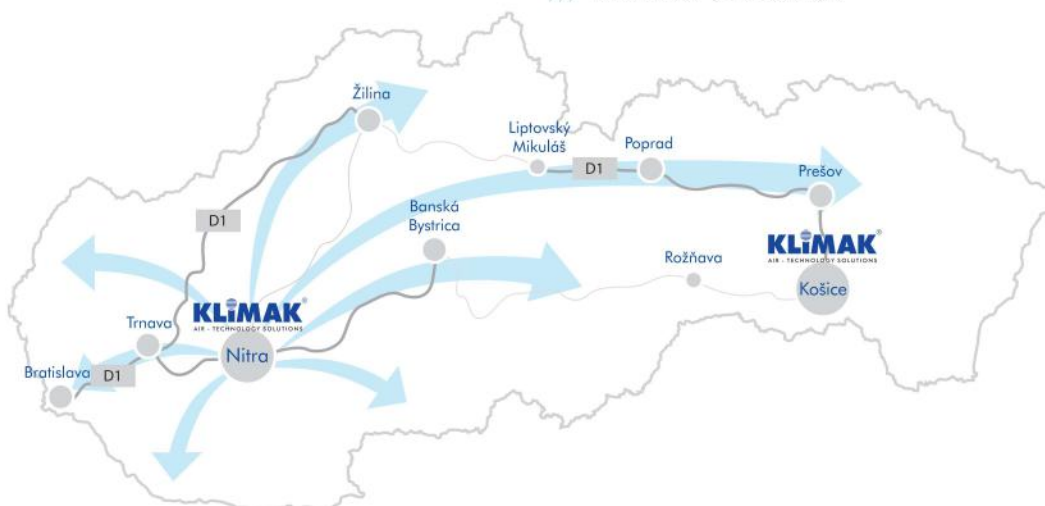 Žilina
Liptovský
Mikuláš
Poprad
D1
Prešov
Banská
Bystrica
D1
KLiMAK®
AIR - TECHNOLOGY SOLUTIONS
Rožňava
Košice
KLiMAK®
AIR - TECHNOLOGY SOLUTIONS
Trnava
Nitra
Bratislava
D1